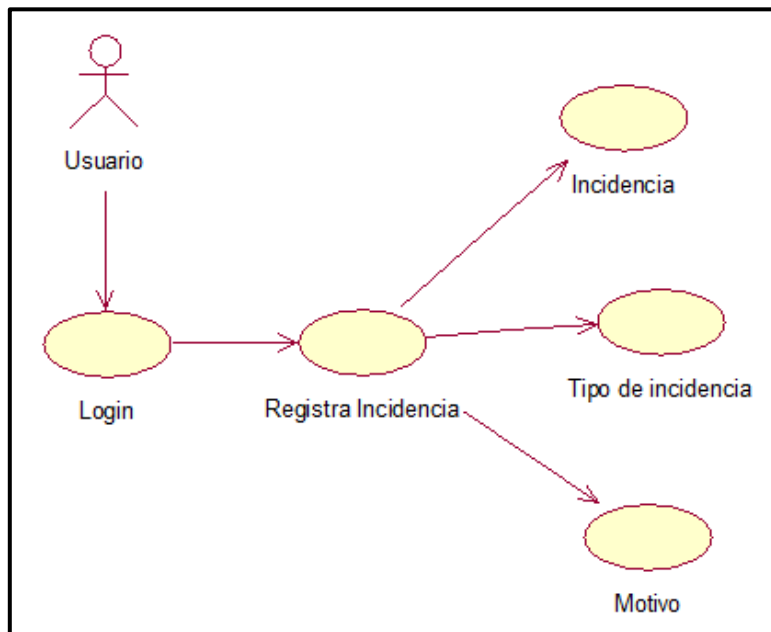 Usuario
Incidencia
Login
Registra Incidencia
Tipo de incidencia
Motivo